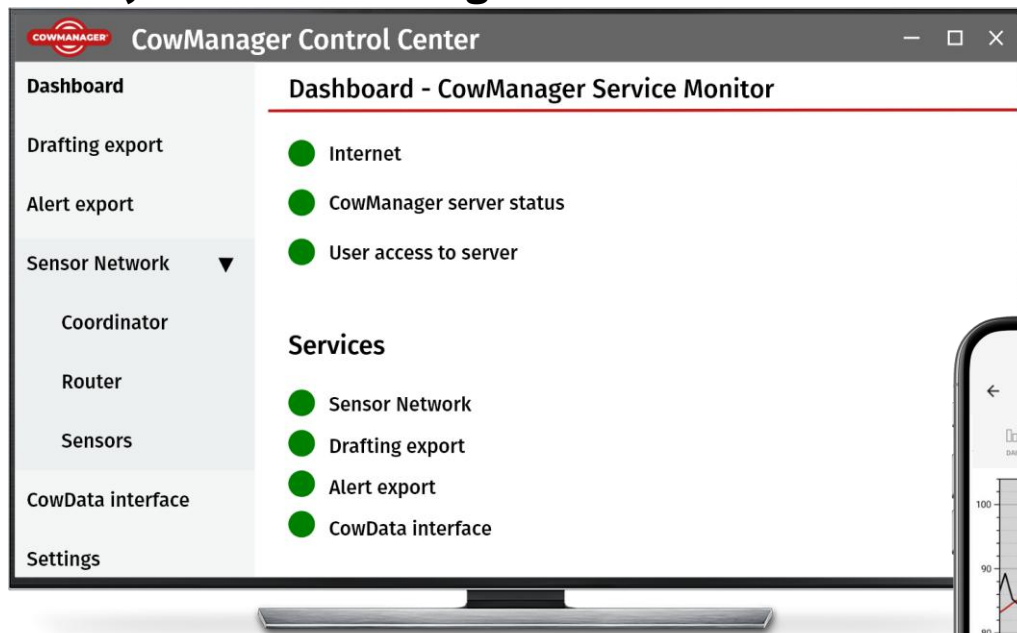 COWMANAGER
CowManager Control Center
Dashboard
Drafting export
Alert export
Sensor Network
Coordinator
Router
Sensors
CowData interface
Settings
Dashboard - CowManager Service Monitor
Internet
CowManager server status
User access to server
Services
Sensor Network
Drafting export
Alert export
CowData interface
100
90